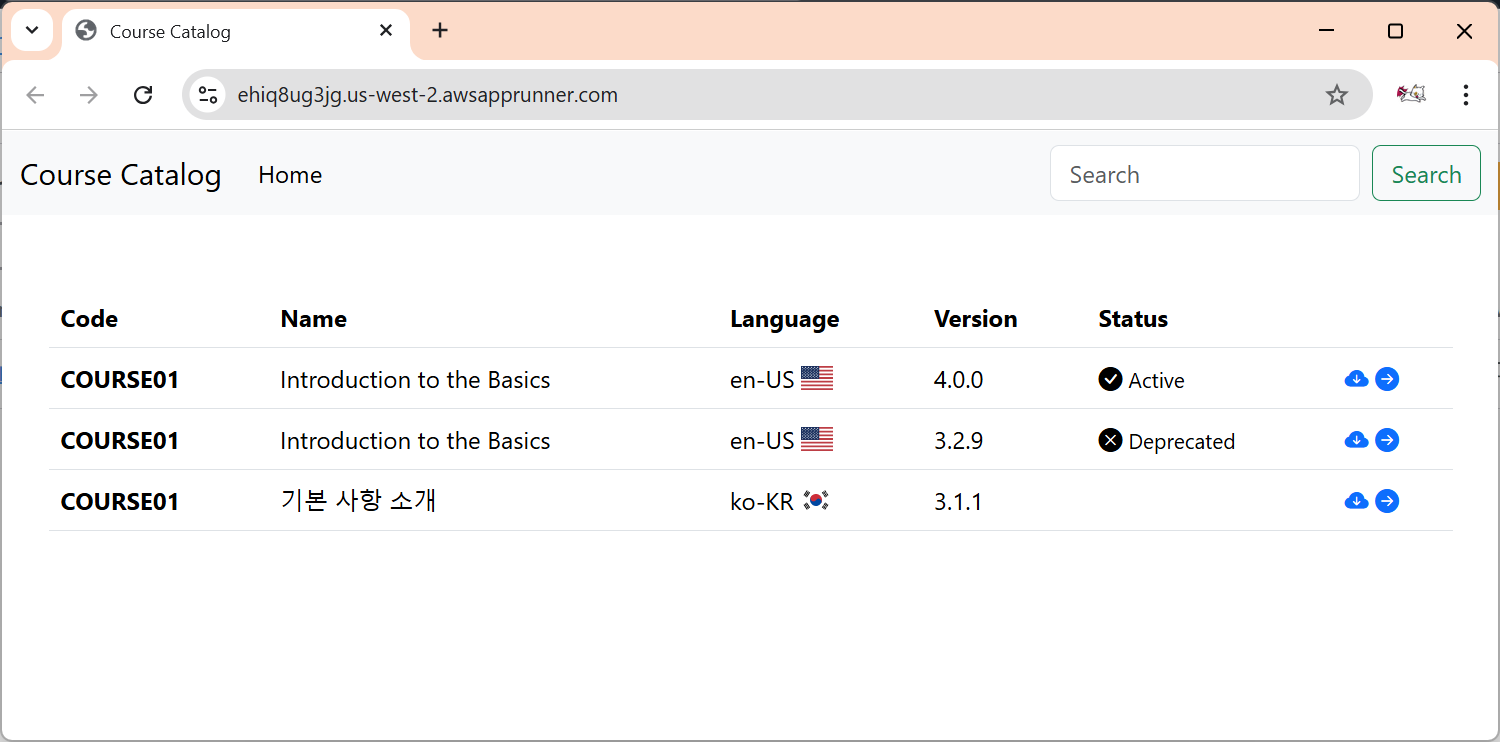 Course Catalog
ehiq8ug3jg.us-west-2.awsapprunner.com
Course Catalog Home Search Search
Code Name Language Version Status
COURSE01 Introduction to the Basics en-US 4.0.0 Active
COURSE01 Introduction to the Basics en-US 3.2.9 Deprecated
COURSE01 기본 사항 소개 ko-KR 3.1.1